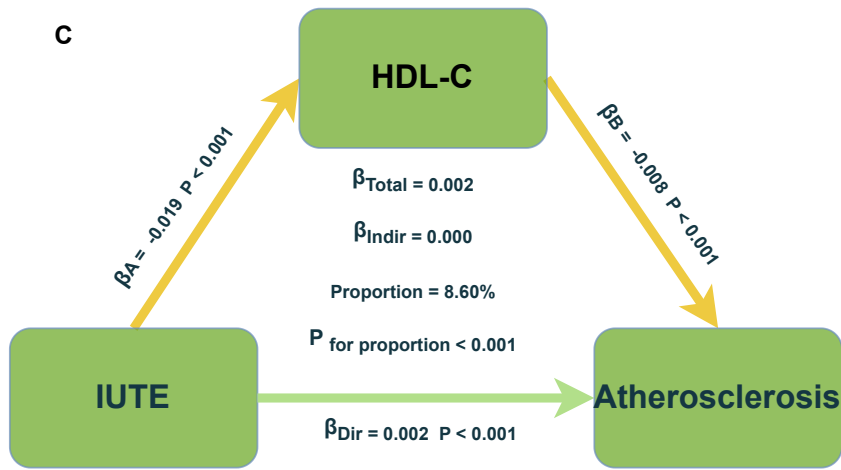 C
HDL-C
βA = -0.019 P < 0.001
βB = -0.008 P < 0.001
βTotal = 0.002
βIndir = 0.000
Proportion = 8.60%
P for proportion < 0.001
IUTE
Atherosclerosis
βDir = 0.002 P < 0.001